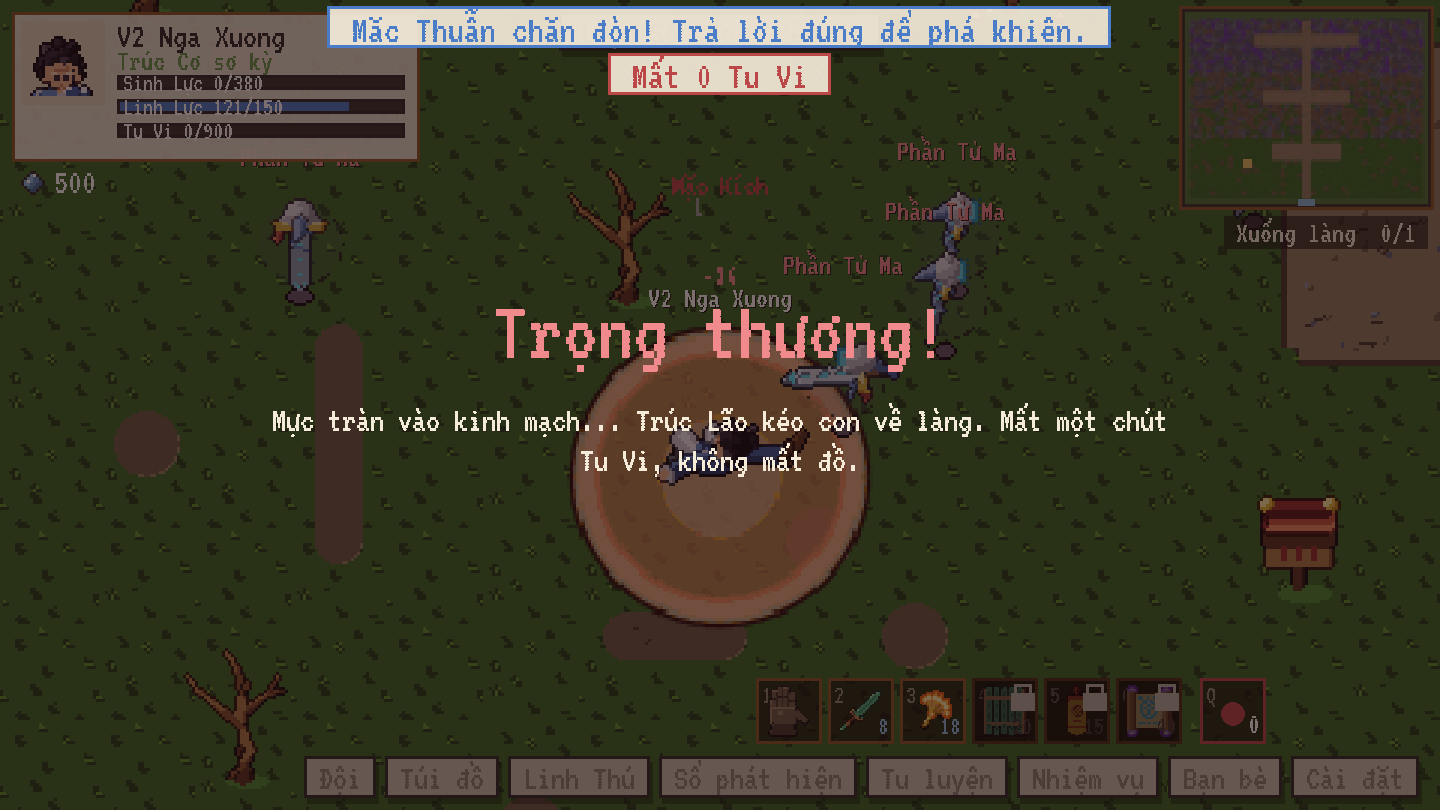 Mặc Thuẫn chặn đòn! Trả lời đúng để phá khiên.
Mất 0 Tu Vi
V2 Nga Xuong
Trúc Cơ sơ kỳ
Sinh Lực 0/380
Linh Lực 121/150
Tu Vi 0/900
500
Phần Tử Ma
Phần Tử Ma
Phần Tử Ma
Xuống làng 0/1
V2 Nga Xuong
Trọng thương!
Mực tràn vào kinh mạch... Trúc Lão kéo con về làng. Mất một chút
Tu Vi, không mất đồ.
1 2 3 5 Q
8 18 15 0
Đội Túi đồ Linh Thú Sổ phát hiện Tu luyện Nhiệm vụ Bạn bè Cài đặt